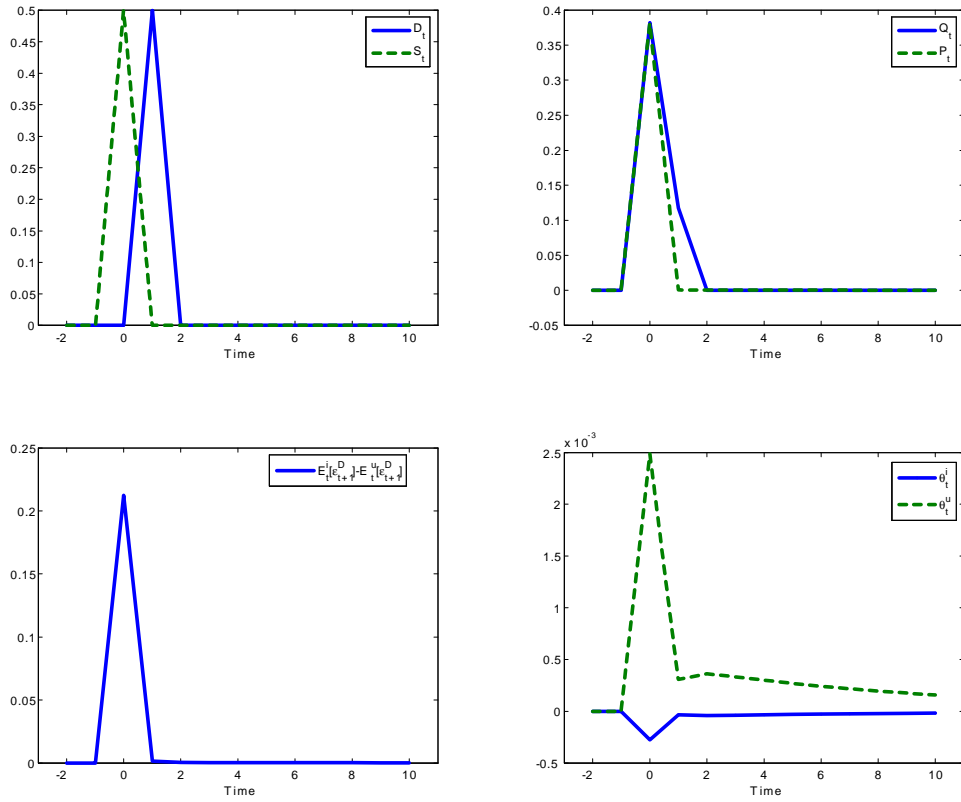 0.5
0.45
0.4
0.35
0.3
0.25
0.2
0.15
0.1
0.05
0
-2 0 2 4 6 8 10
Time
D_t
S_t
0.4
0.35
0.3
0.25
0.2
0.15
0.1
0.05
0
-0.05
-2 0 2 4 6 8 10
Time
Q_t
P_t
0.25
0.2
0.15
0.1
0.05
0
-2 0 2 4 6 8 10
Time
E_t^i[ε_{t+1}^D]-E_t^u[ε_{t+1}^D]
x 10^-3
2.5
2
1.5
1
0.5
0
-0.5
-2 0 2 4 6 8 10
Time
θ_t^i
θ_t^u